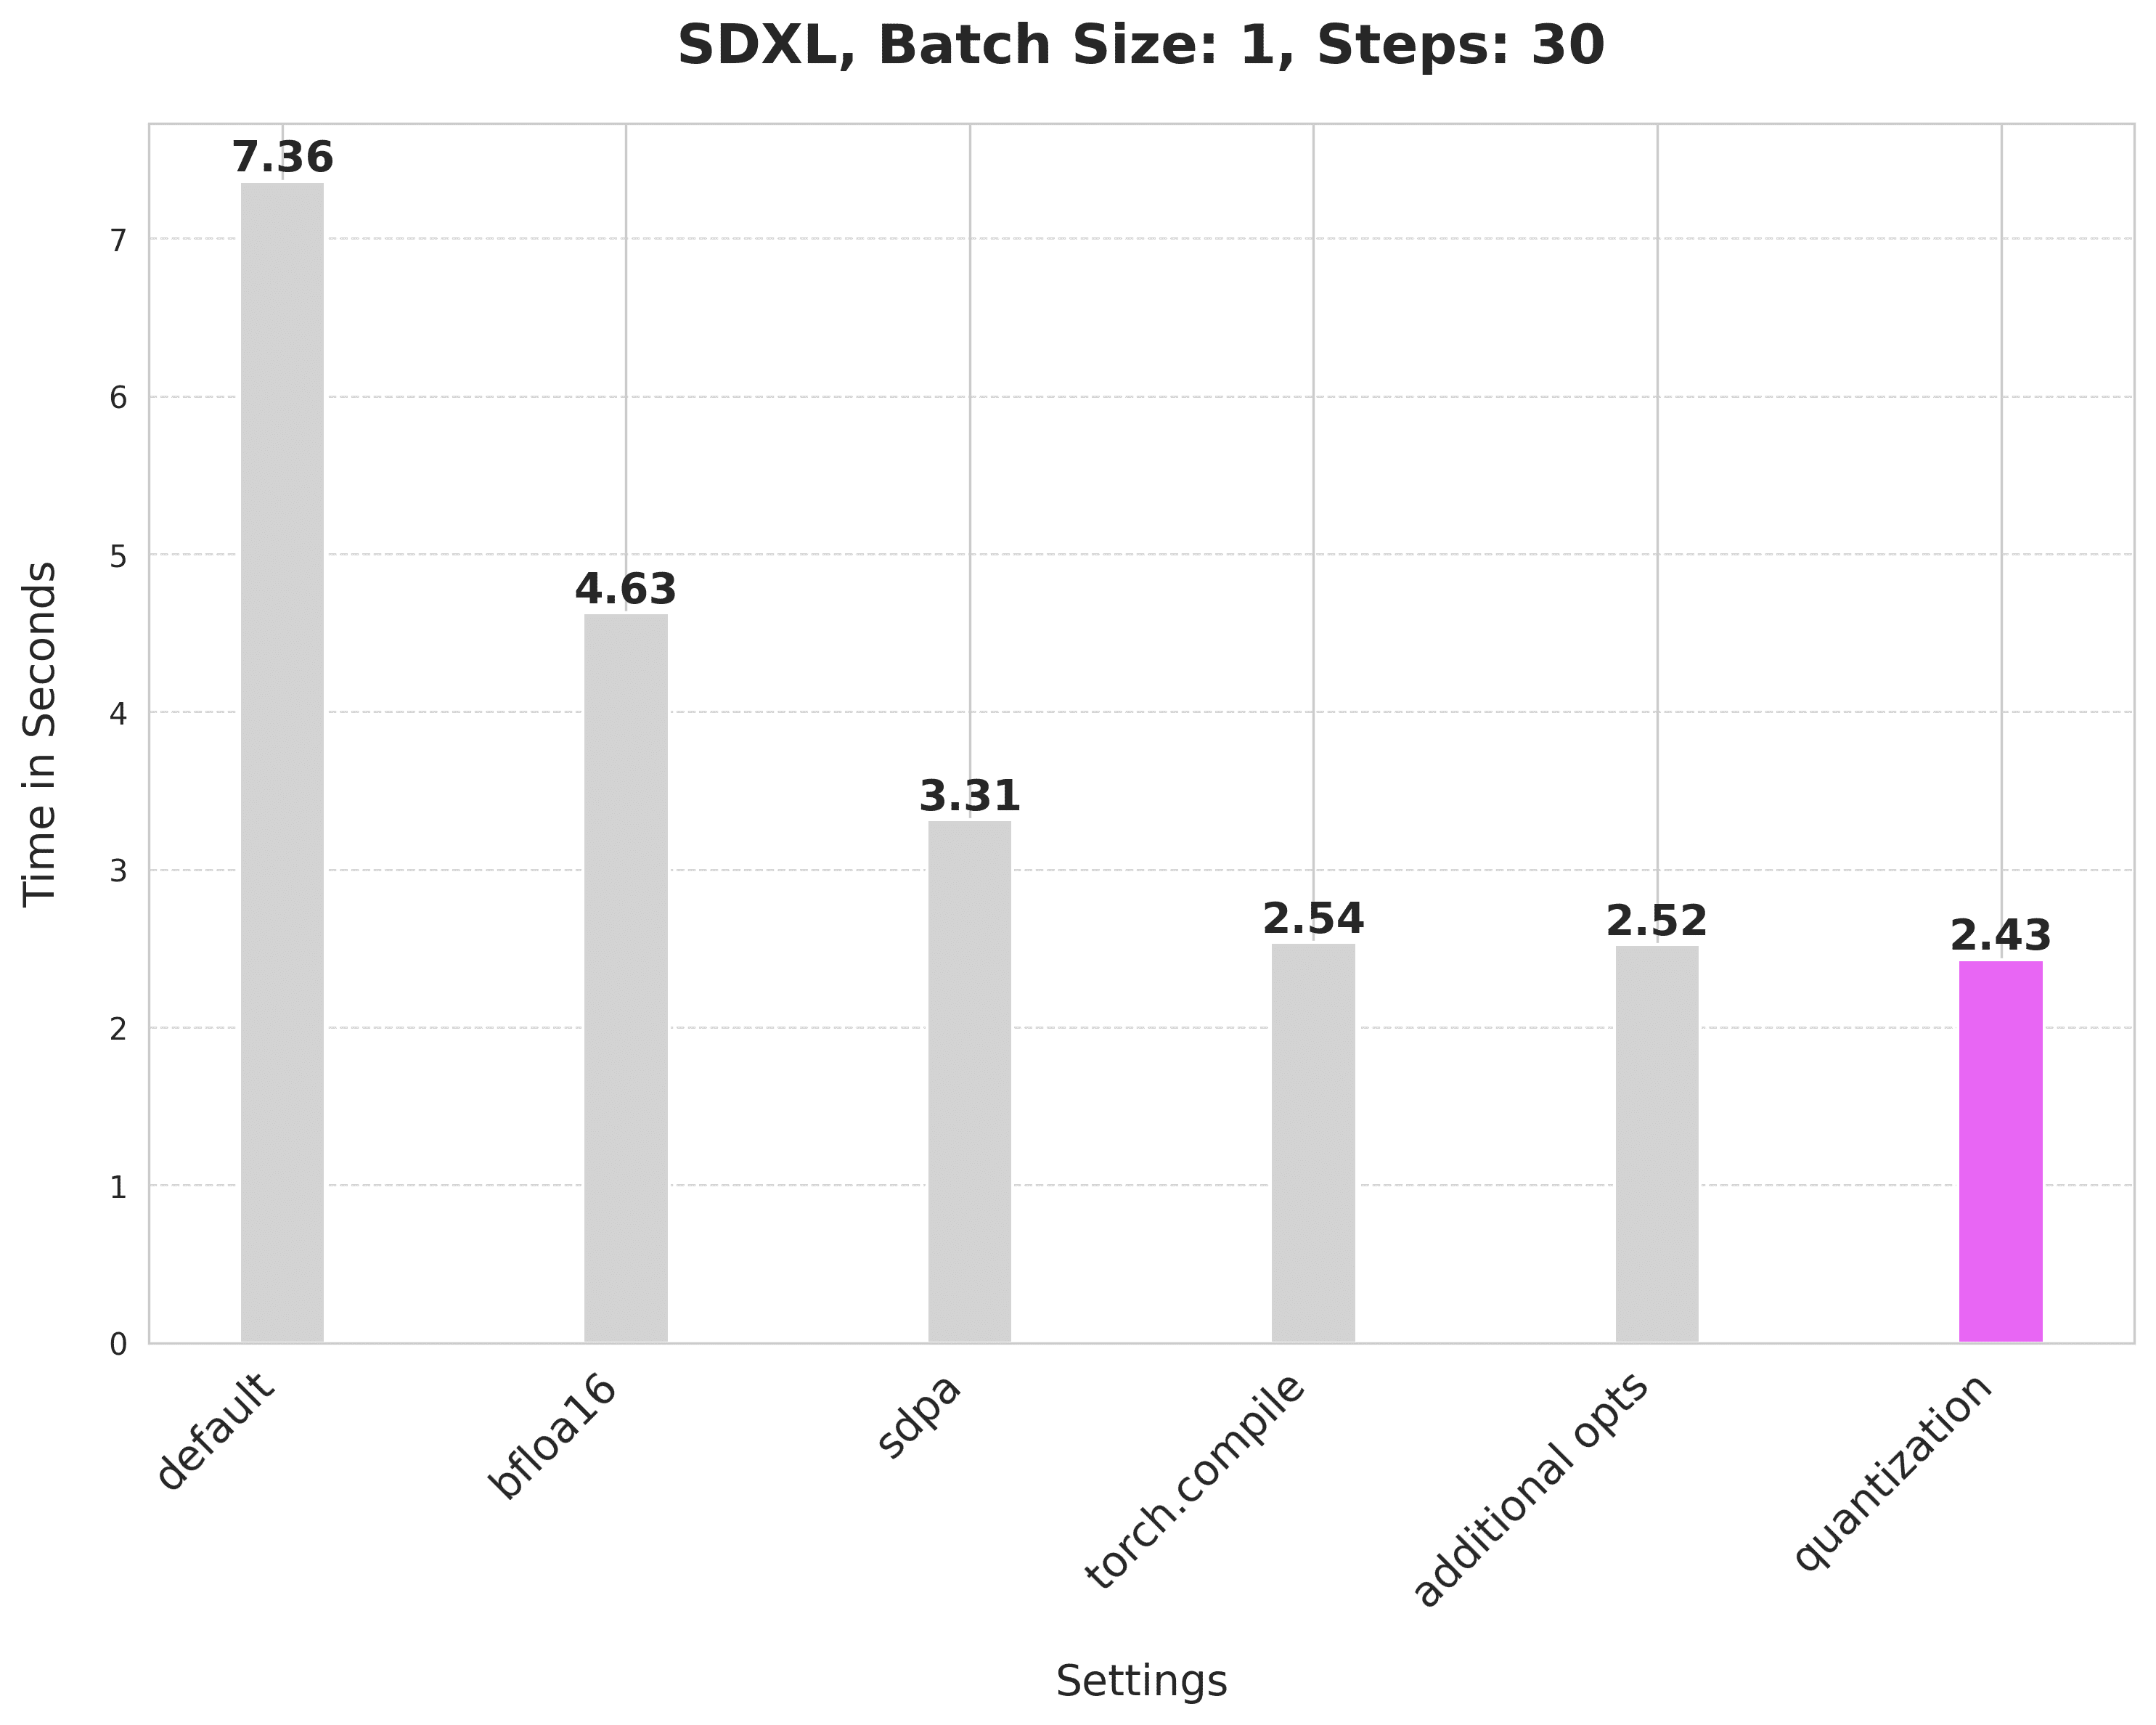 SDXL, Batch Size: 1, Steps: 30
Time in Seconds
7
6
5
4
3
2
1
0
7.36
4.63
3.31
2.54
2.52
2.43
default
bfloa16
sdpa
torch.compile
additional opts
quantization
Settings